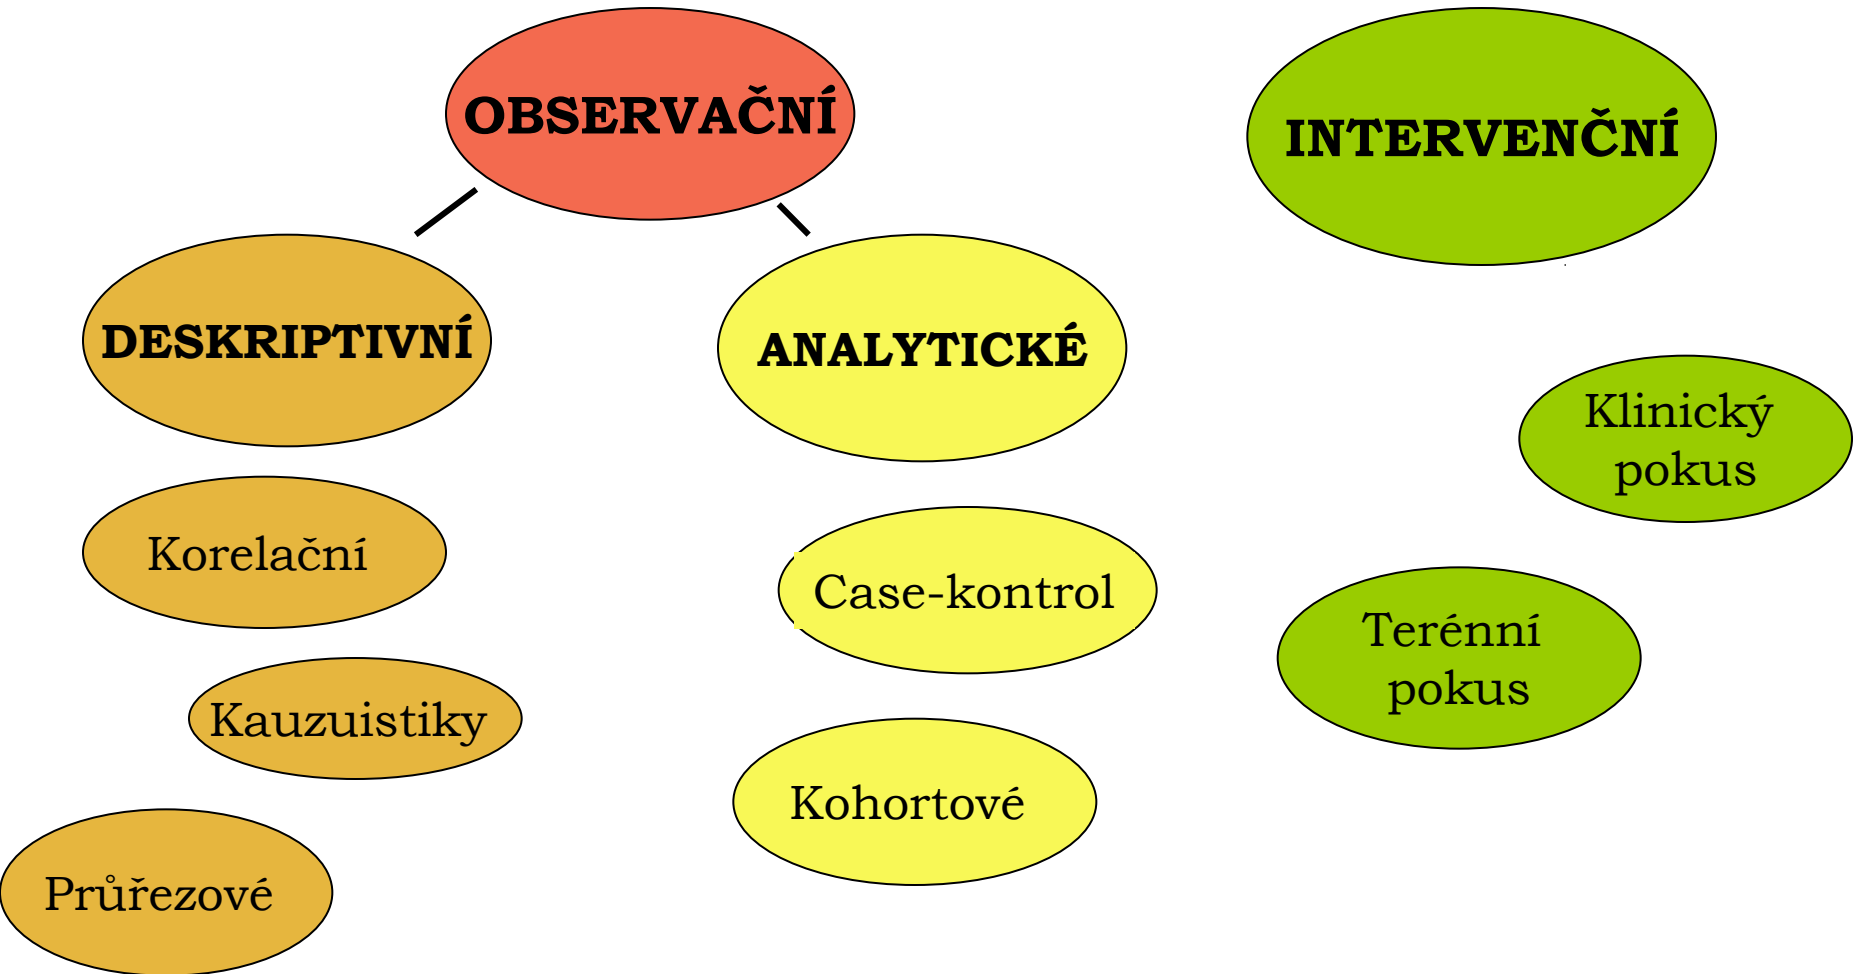 OBSERVAČNÍ
INTERVENČNÍ
DESKRIPTIVNÍ
ANALYTICKÉ
Klinický
pokus
Korelační
Case-kontrol
Terénní
pokus
Kauzuistiky
Kohortové
Průřezové